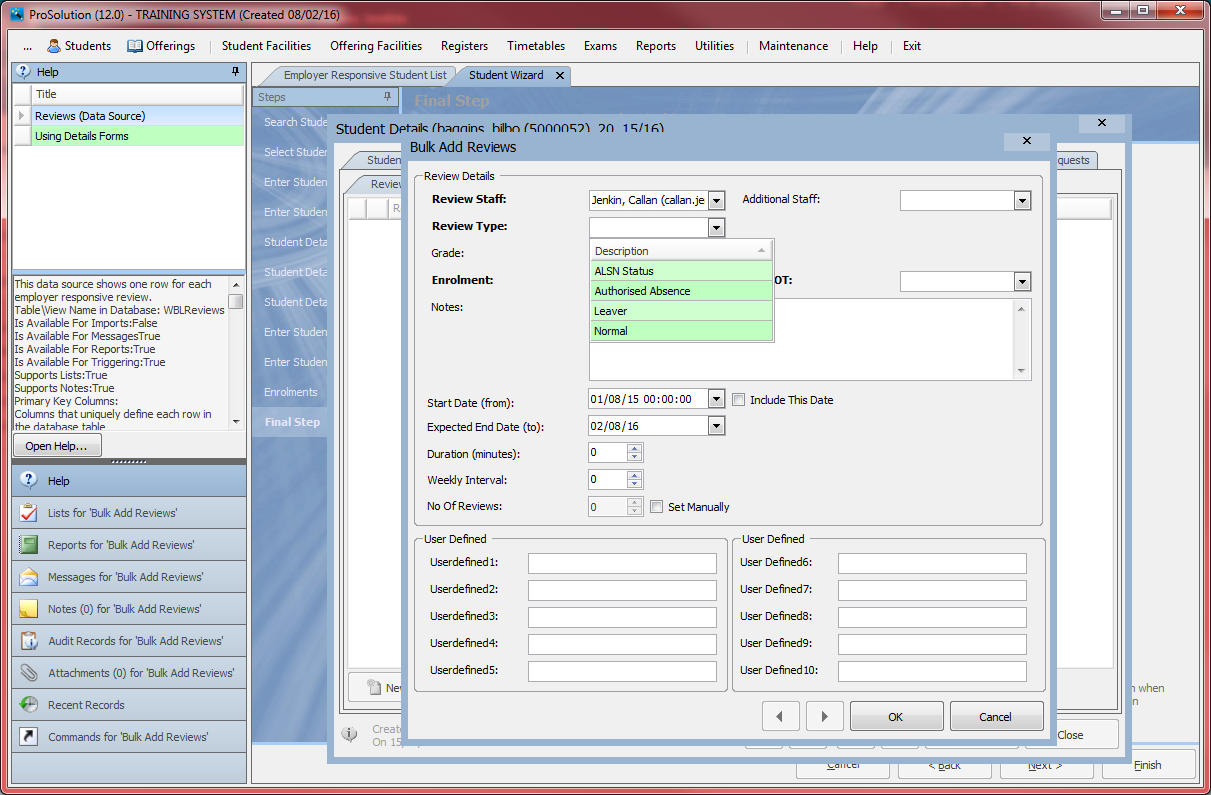 ProSolution (12.0) - TRAINING SYSTEM (Created 08/02/16)
... Students Offerings Student Facilities Offering Facilities Registers Timetables Exams Reports Utilities Maintenance Help Exit
Help
Title
Reviews (Data Source)
Using Details Forms
This data source shows one row for each
employer responsive review.
Table\View Name in Database: WBLReviews
Is Available For Imports:False
Is Available For MessagesTrue
Is Available For Reports:True
Is Available For Triggering:True
Supports Lists:True
Supports Notes:True
Primary Key Columns:
Columns that uniquely define each row in
the database table
Open Help...
Help
Lists for 'Bulk Add Reviews'
Reports for 'Bulk Add Reviews'
Messages for 'Bulk Add Reviews'
Notes (0) for 'Bulk Add Reviews'
Audit Records for 'Bulk Add Reviews'
Attachments (0) for 'Bulk Add Reviews'
Recent Records
Commands for 'Bulk Add Reviews'
Employer Responsive Student List Student Wizard
Steps
Final Step
Search Stude
Select Studen
Enter Studen
Enter Studen
Student Deta
Student Deta
Student Deta
Enter Studen
Enter Studen
Enrolments
Final Step
Student Details (baggins, bilbo (5000052), 20, 15/16)
Studen
quests
Review
R
New
Create
On 15
Close
n when
n
Cancel < Back Next > Finish
Bulk Add Reviews
Review Details
Review Staff: Jenkin, Callan (callan.je Additional Staff:
Review Type:
Grade:
Description
ALSN Status
Authorised Absence
Leaver
Normal
Enrolment: OT:
Notes:
Start Date (from): 01/08/15 00:00:00 Include This Date
Expected End Date (to): 02/08/16
Duration (minutes): 0
Weekly Interval: 0
No Of Reviews: 0 Set Manually
User Defined
Userdefined1:
Userdefined2:
Userdefined3:
Userdefined4:
Userdefined5:
User Defined
User Defined6:
User Defined7:
User Defined8:
User Defined9:
User Defined10:
OK Cancel